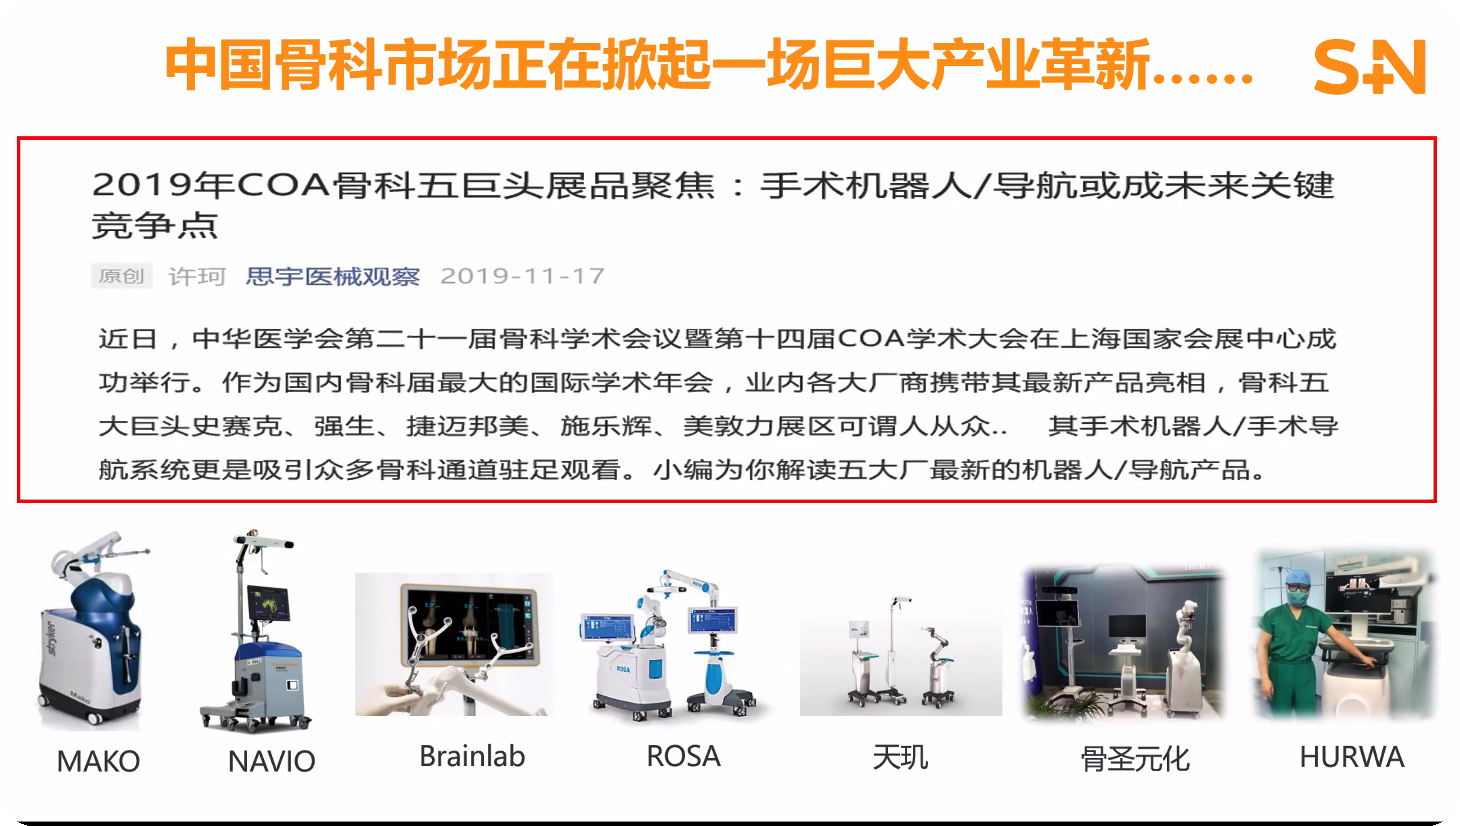 中国骨科市场正在掀起一场巨大产业革新......
S+N
2019年COA骨科五巨头展品聚焦：手术机器人/导航或成未来关键
竞争点
原创 许珂 思宇医械观察 2019-11-17
近日，中华医学会第二十一届骨科学术会议暨第十四届COA学术大会在上海国家会展中心成
功举行。作为国内骨科届最大的国际学术年会，业内各大厂商携带其最新产品亮相，骨科五
大巨头史赛克、强生、捷迈邦美、施乐辉、美敦力展区可谓人从众.. 其手术机器人/手术导
航系统更是吸引众多骨科通道驻足观看。小编为你解读五大厂最新的机器人/导航产品。
stryker
Mako
ROSA
ROSA
MAKO
NAVIO
Brainlab
ROSA
天玑
骨圣元化
HURWA